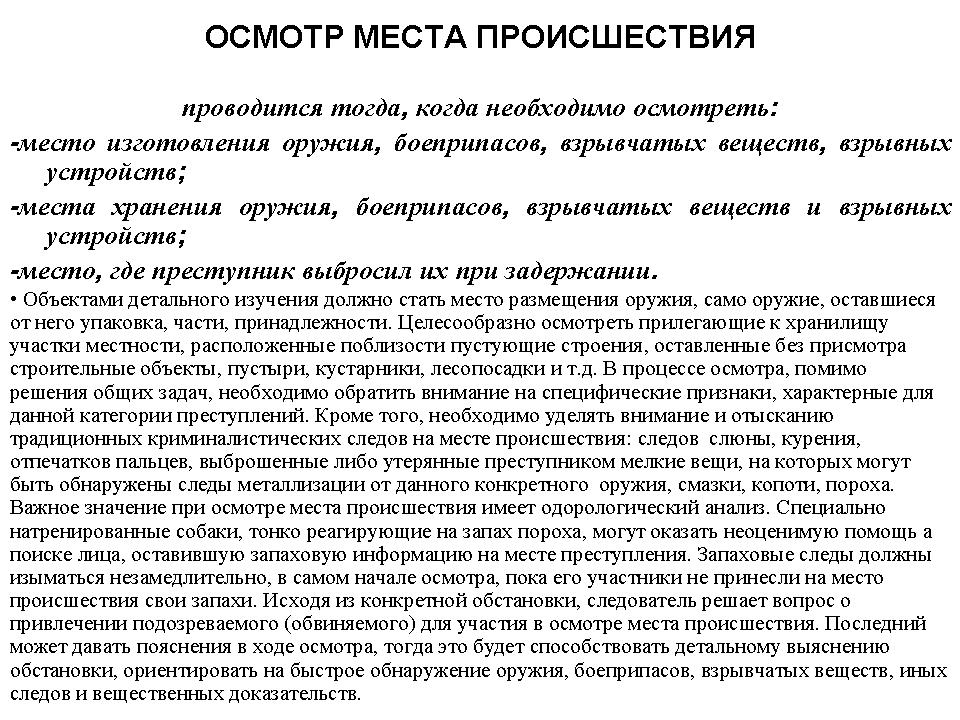 ОСМОТР МЕСТА ПРОИСШЕСТВИЯ
проводится тогда, когда необходимо осмотреть:
-место изготовления оружия, боеприпасов, взрывчатых веществ, взрывных
устройств;
-места хранения оружия, боеприпасов, взрывчатых веществ и взрывных
устройств;
-место, где преступник выбросил их при задержании.
• Объектами детального изучения должно стать место размещения оружия, само оружие, оставшиеся
от него упаковка, части, принадлежности. Целесообразно осмотреть прилегающие к хранилищу
участки местности, расположенные поблизости пустующие строения, оставленные без присмотра
строительные объекты, пустыри, кустарники, лесопосадки и т.д. В процессе осмотра, помимо
решения общих задач, необходимо обратить внимание на специфические признаки, характерные для
данной категории преступлений. Кроме того, необходимо уделять внимание и отысканию
традиционных криминалистических следов на месте происшествия: следов слюны, курения,
отпечатков пальцев, выброшенные либо утерянные преступником мелкие вещи, на которых могут
быть обнаружены следы металлизации от данного конкретного оружия, смазки, копоти, пороха.
Важное значение при осмотре места происшествия имеет одорологический анализ. Специально
натренированные собаки, тонко реагирующие на запах пороха, могут оказать неоценимую помощь а
поиске лица, оставившую запаховую информацию на месте преступления. Запаховые следы должны
изыматься незамедлительно, в самом начале осмотра, пока его участники не принесли на место
происшествия свои запахи. Исходя из конкретной обстановки, следователь решает вопрос о
привлечении подозреваемого (обвиняемого) для участия в осмотре места происшествия. Последний
может давать пояснения в ходе осмотра, тогда это будет способствовать детальному выяснению
обстановки, ориентировать на быстрое обнаружение оружия, боеприпасов, взрывчатых веществ, иных
следов и вещественных доказательств.